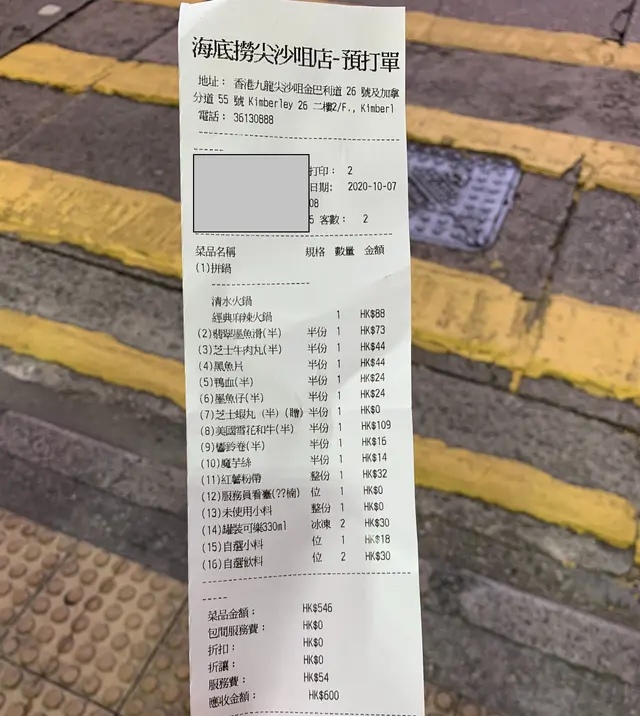 海底撈尖沙咀店-預打單
地址： 香港九龍尖沙咀金巴利道 26 號及加拿
分道 55 號 Kimberley 26 二樓2/F., Kimberl
電話： 36130888
打印： 2
日期: 2020-10-07
08
5 客數： 2
菜品名稱 規格 數量 金額
(1)拼鍋
清水火鍋
經典麻辣火鍋 1 HK$88
(2)翡翠墨魚滑(半) 半份 1 HK$73
(3)芝士牛肉丸(半) 半份 1 HK$44
(4)黑魚片 半份 1 HK$44
(5)鴨血(半) 半份 1 HK$24
(6)墨魚仔(半) 半份 1 HK$24
(7)芝士蝦丸 (半) (贈) 半份 1 HK$0
(8)美國雪花和牛(半) 半份 1 HK$109
(9)響鈴卷(半) 半份 1 HK$16
(10)魔芋絲 半份 1 HK$14
(11)紅薯粉帶 整份 1 HK$32
(12)服務員看臺(??楠) 位 1 HK$0
(13)未使用小料 整份 1 HK$0
(14)罐裝可樂330ml 冰凍 2 HK$30
(15)自選小料 位 1 HK$18
(16)自選飲料 位 2 HK$30
菜品金額： HK$546
包間服務費： HK$0
折扣： HK$0
折讓： HK$0
服務費： HK$54
應收金額： HK$600